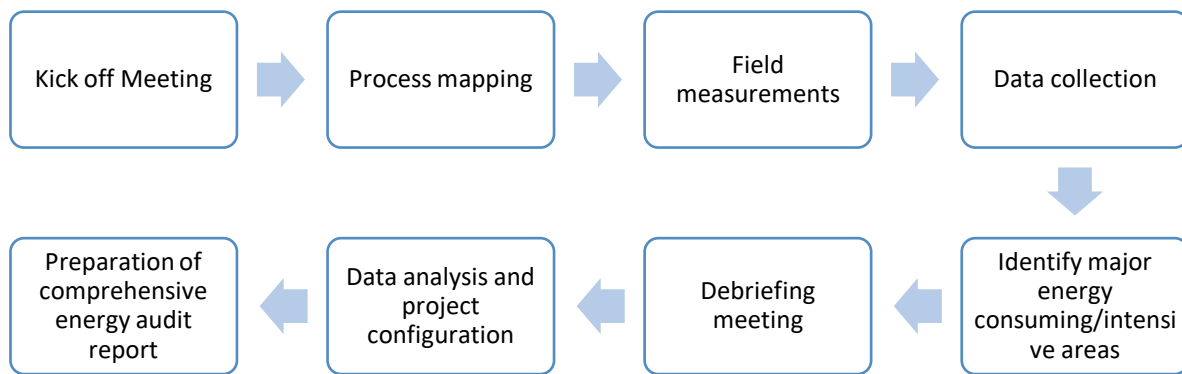 Kick off Meeting
Process mapping
Field
measurements
Data collection
Identify major
energy
consuming/intensi
ve areas
Debriefing
meeting
Data analysis and
project
configuration
Preparation of
comprehensive
energy audit
report